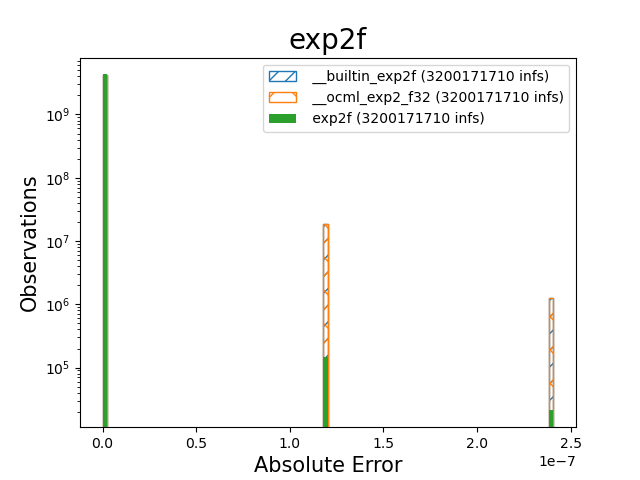 exp2f
__builtin_exp2f (3200171710 infs)
__ocml_exp2_f32 (3200171710 infs)
exp2f (3200171710 infs)
Observations
10⁹
10⁸
10⁷
10⁶
10⁵
0.0 0.5 1.0 1.5 2.0 2.5
1e−7
Absolute Error